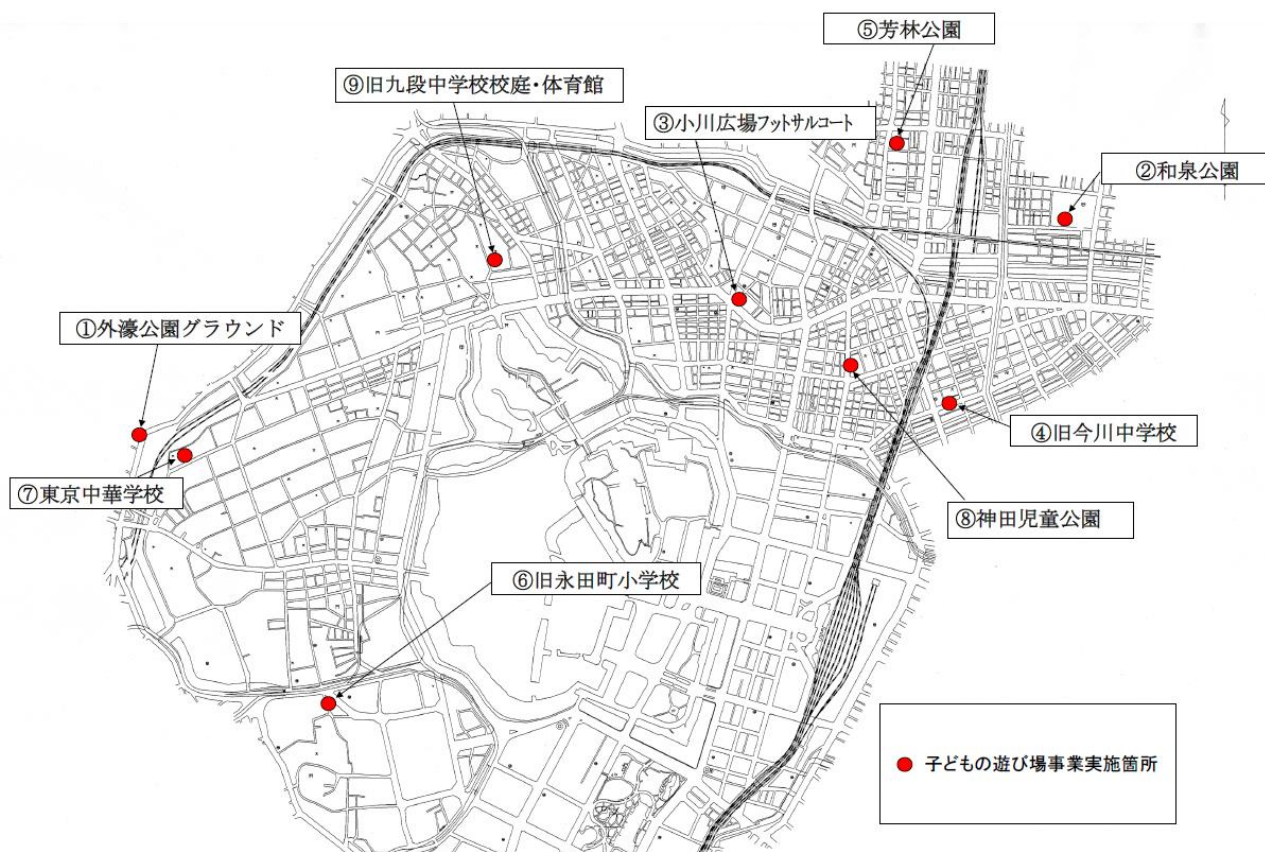 ⑤芳林公園
⑨旧九段中学校校庭・体育館
③小川広場フットサルコート
②和泉公園
①外濠公園グラウンド
④旧今川中学校
⑦東京中華学校
⑧神田児童公園
⑥旧永田町小学校
子どもの遊び場事業実施箇所